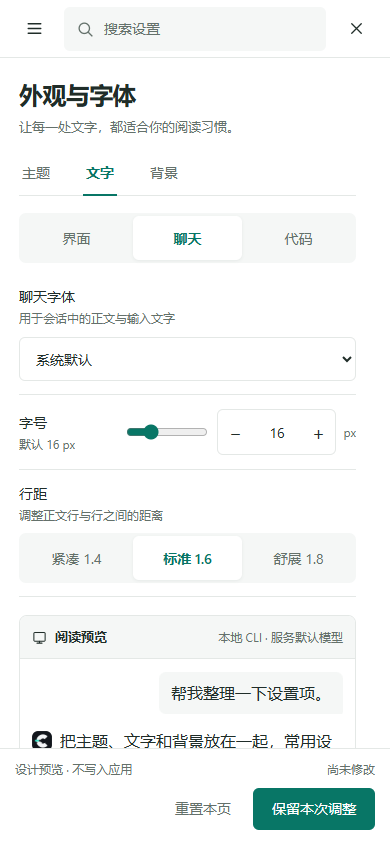 搜索设置
外观与字体
让每一处文字，都适合你的阅读习惯。
主题 文字 背景
界面 聊天 代码
聊天字体
用于会话中的正文与输入文字
系统默认
字号
默认 16 px
− 16 + px
行距
调整正文行与行之间的距离
紧凑 1.4 标准 1.6 舒展 1.8
阅读预览 本地 CLI · 服务默认模型
帮我整理一下设置项。
把主题、文字和背景放在一起，常用设
设计预览 · 不写入应用 尚未修改
重置本页 保留本次调整